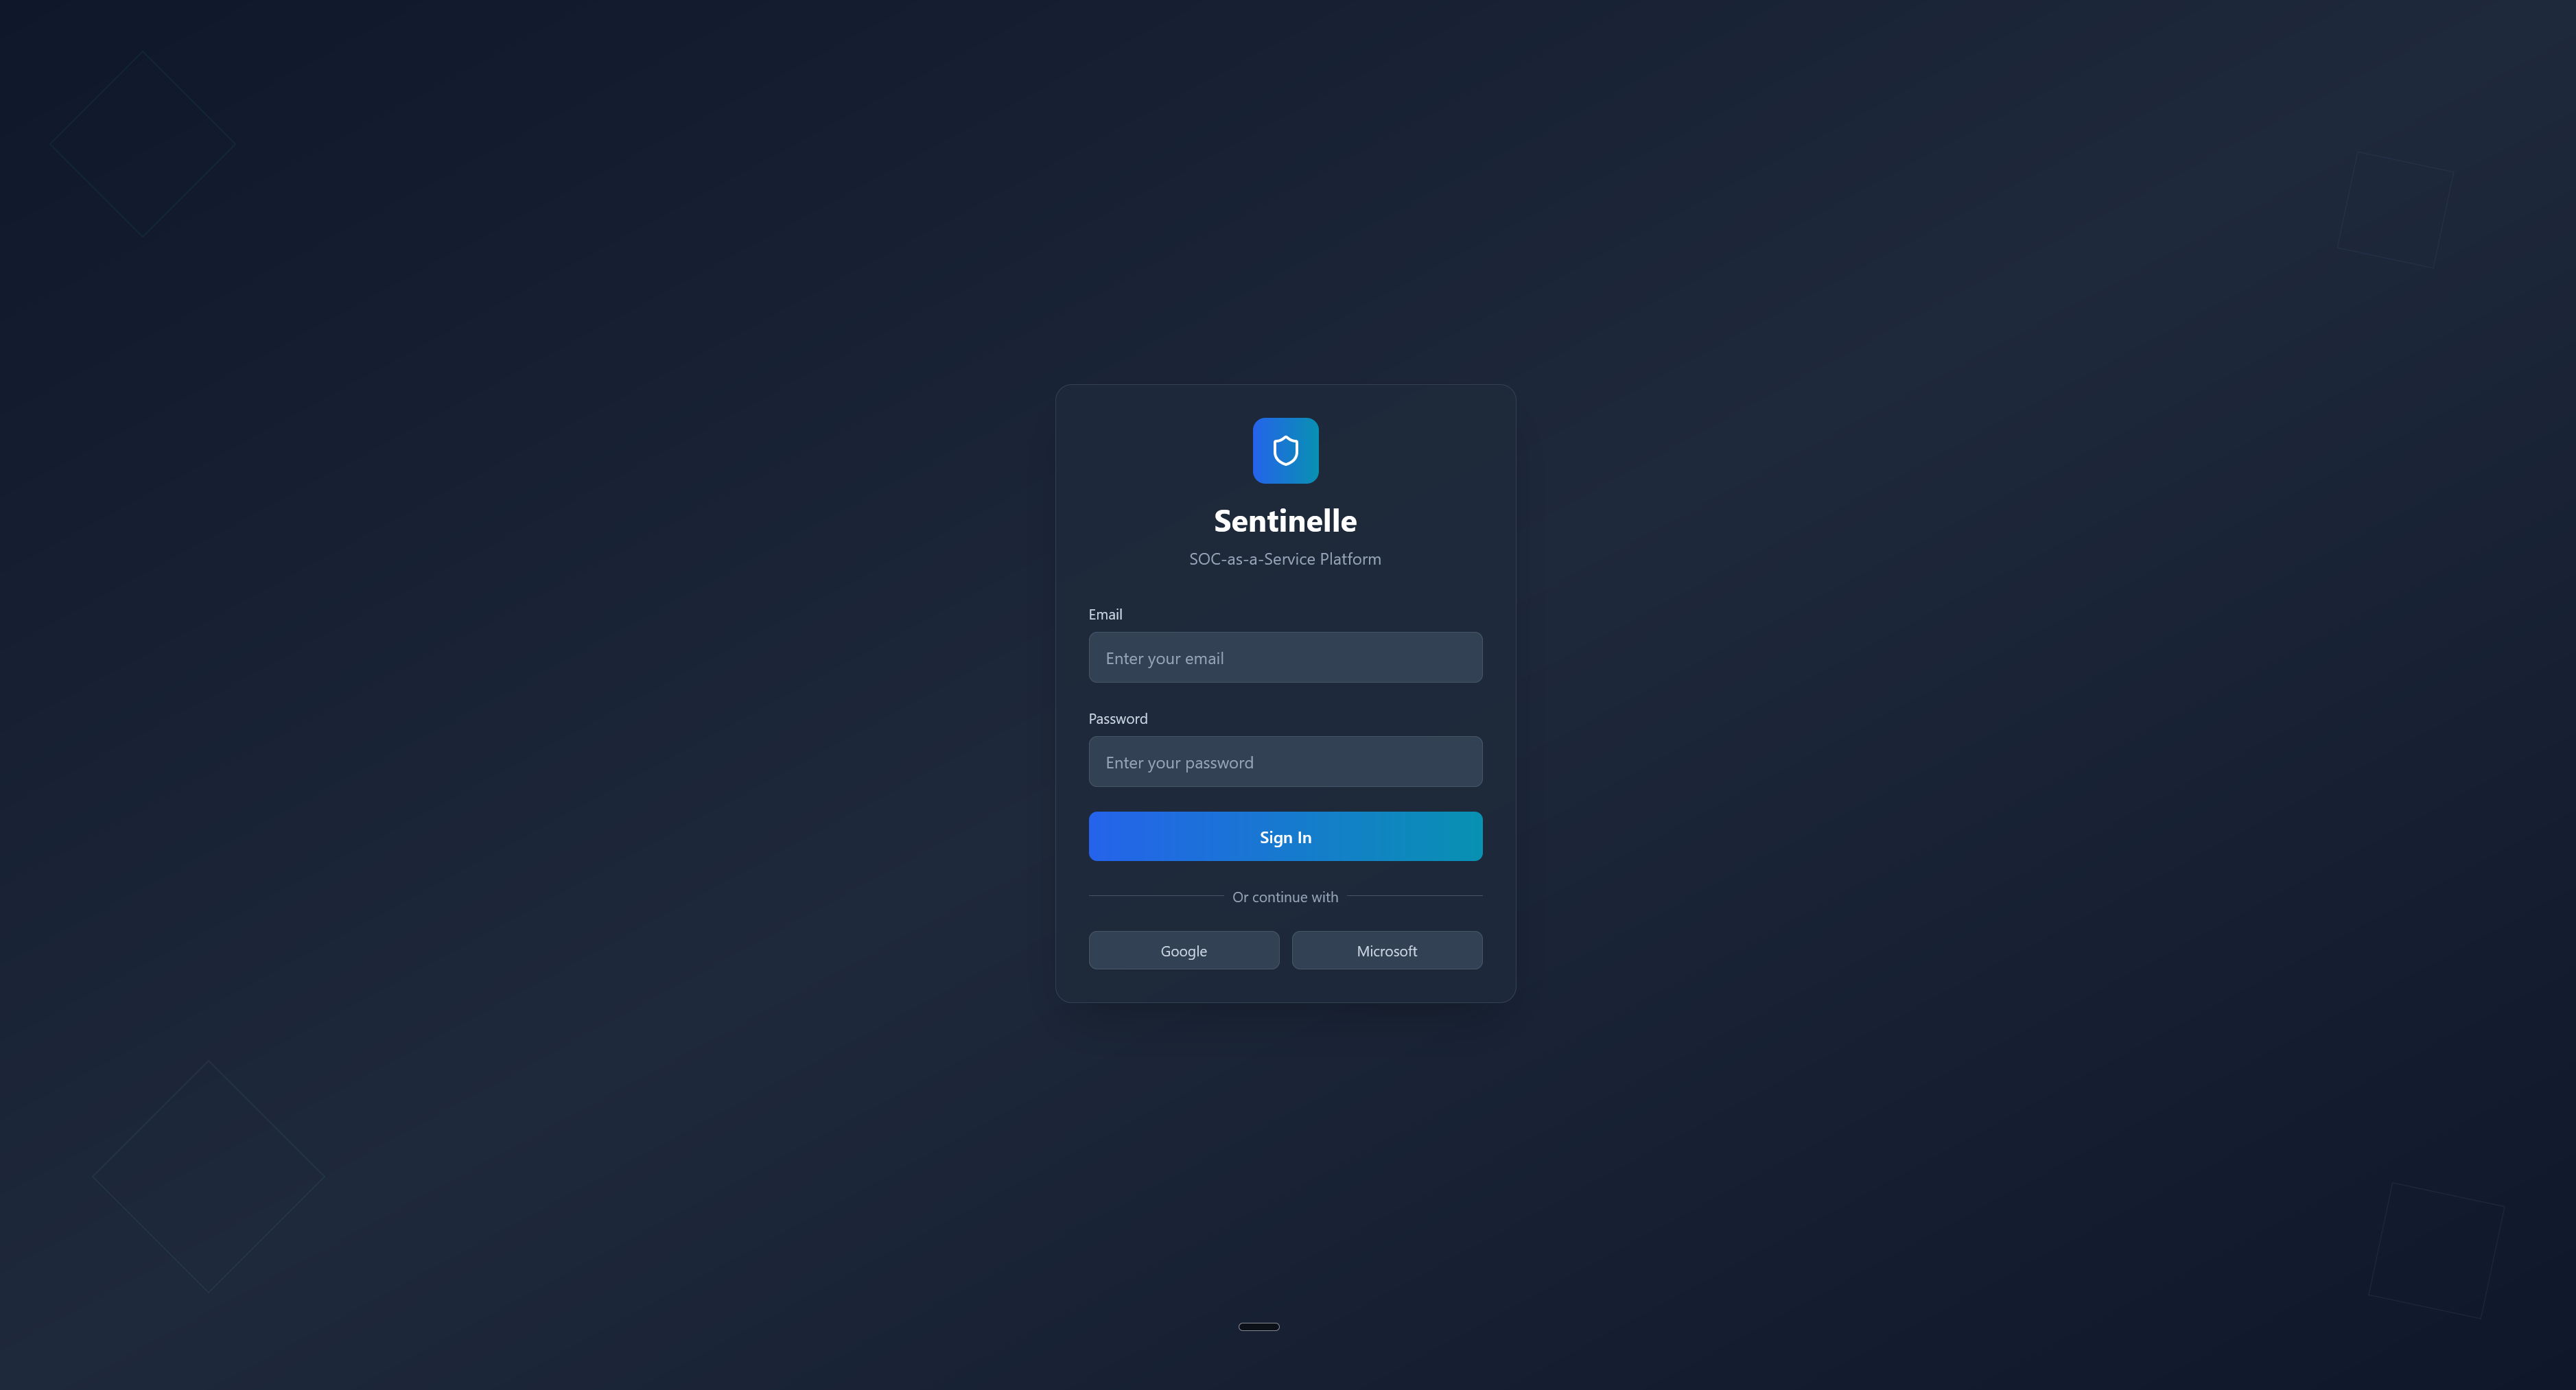 Sentinelle
SOC-as-a-Service Platform
Email
Enter your email
Password
Enter your password
Sign In
Or continue with
Google
Microsoft